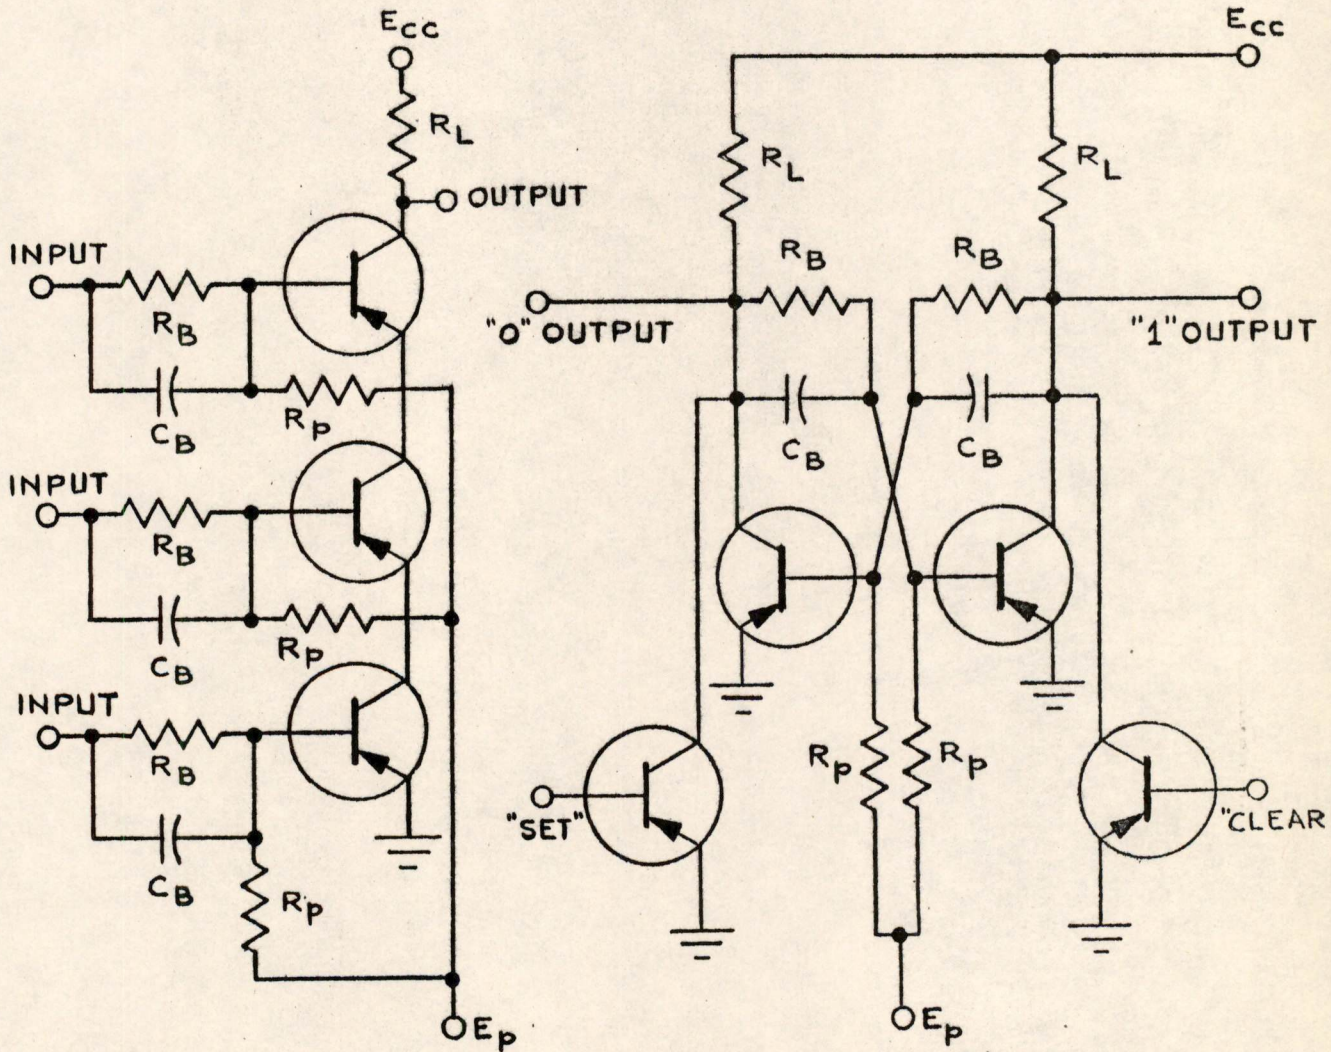 Ecc
RL
OUTPUT
INPUT
RB
CB
Rp
INPUT
RB
CB
Rp
INPUT
RB
CB
Rp
Ep
Ecc
RL
RL
RB
RB
"0" OUTPUT
"1" OUTPUT
CB
CB
Rp
Rp
"SET"
"CLEAR
Ep